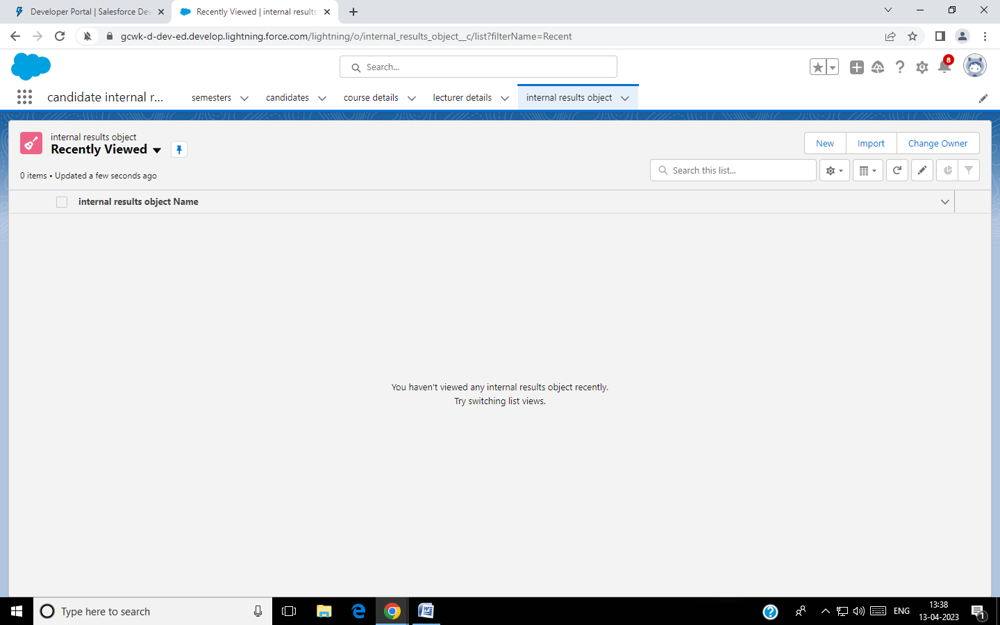 Developer Portal | Salesforce Dev
Recently Viewed | internal results
gcwk-d-dev-ed.develop.lightning.force.com/lightning/o/internal_results_object__c/list?filterName=Recent
Search...
8
candidate internal r...
semesters
candidates
course details
lecturer details
internal results object
internal results object
Recently Viewed
New
Import
Change Owner
0 items • Updated a few seconds ago
Search this list...
internal results object Name
You haven't viewed any internal results object recently.
Try switching list views.
Type here to search
ENG
13:38
13-04-2023
1